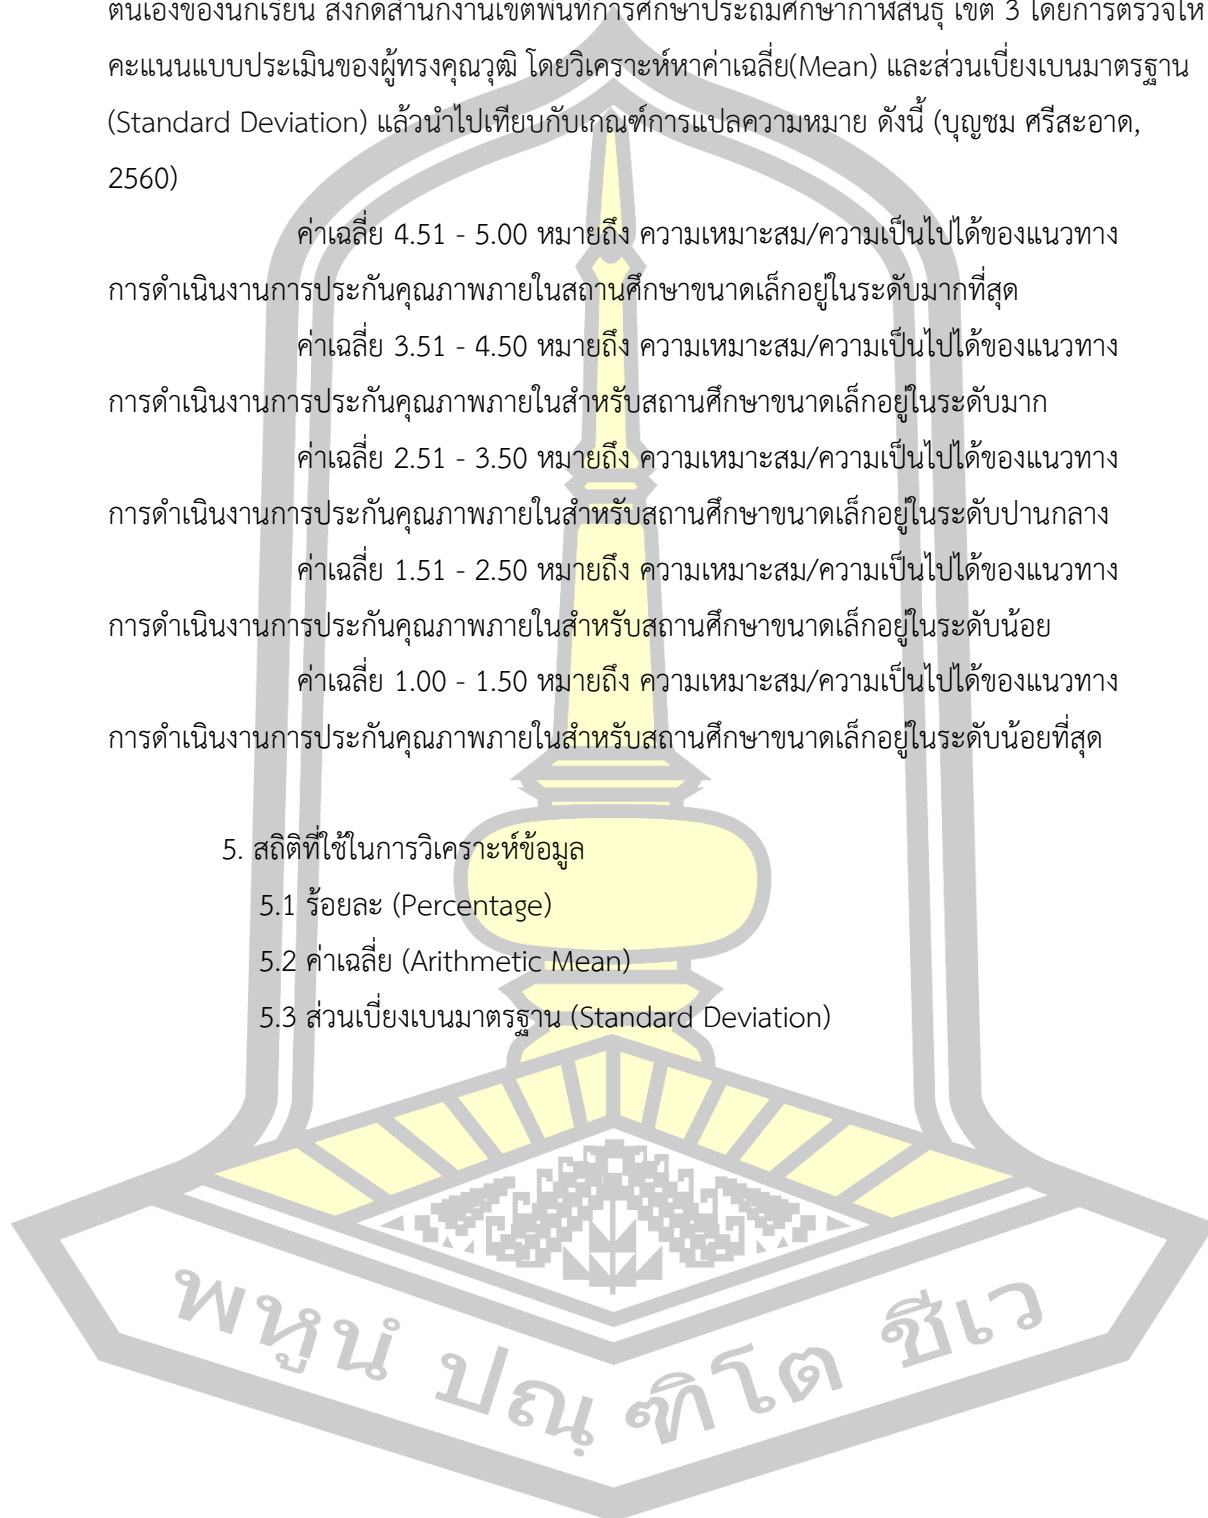 ตนเองของนักเรียน สังกัดสำนักงานเขตพื้นที่การศึกษาประถมศึกษากาฬสินธุ์ เขต 3 โดยการตรวจให้
คะแนนแบบประเมินของผู้ทรงคุณวุฒิ โดยวิเคราะห์หาค่าเฉลี่ย(Mean) และส่วนเบี่ยงเบนมาตรฐาน
(Standard Deviation) แล้วนำไปเทียบกับเกณฑ์การแปลความหมาย ดังนี้ (บุญชม ศรีสะอาด,
2560)
ค่าเฉลี่ย 4.51 - 5.00 หมายถึง ความเหมาะสม/ความเป็นไปได้ของแนวทาง
การดำเนินงานการประกันคุณภาพภายในสถานศึกษาขนาดเล็กอยู่ในระดับมากที่สุด
ค่าเฉลี่ย 3.51 - 4.50 หมายถึง ความเหมาะสม/ความเป็นไปได้ของแนวทาง
การดำเนินงานการประกันคุณภาพภายในสำหรับสถานศึกษาขนาดเล็กอยู่ในระดับมาก
ค่าเฉลี่ย 2.51 - 3.50 หมายถึง ความเหมาะสม/ความเป็นไปได้ของแนวทาง
การดำเนินงานการประกันคุณภาพภายในสำหรับสถานศึกษาขนาดเล็กอยู่ในระดับปานกลาง
ค่าเฉลี่ย 1.51 - 2.50 หมายถึง ความเหมาะสม/ความเป็นไปได้ของแนวทาง
การดำเนินงานการประกันคุณภาพภายในสำหรับสถานศึกษาขนาดเล็กอยู่ในระดับน้อย
ค่าเฉลี่ย 1.00 - 1.50 หมายถึง ความเหมาะสม/ความเป็นไปได้ของแนวทาง
การดำเนินงานการประกันคุณภาพภายในสำหรับสถานศึกษาขนาดเล็กอยู่ในระดับน้อยที่สุด
5. สถิติที่ใช้ในการวิเคราะห์ข้อมูล
5.1 ร้อยละ (Percentage)
5.2 ค่าเฉลี่ย (Arithmetic Mean)
5.3 ส่วนเบี่ยงเบนมาตรฐาน (Standard Deviation)
พหูนํ ปณฺฑิโต ชีเว